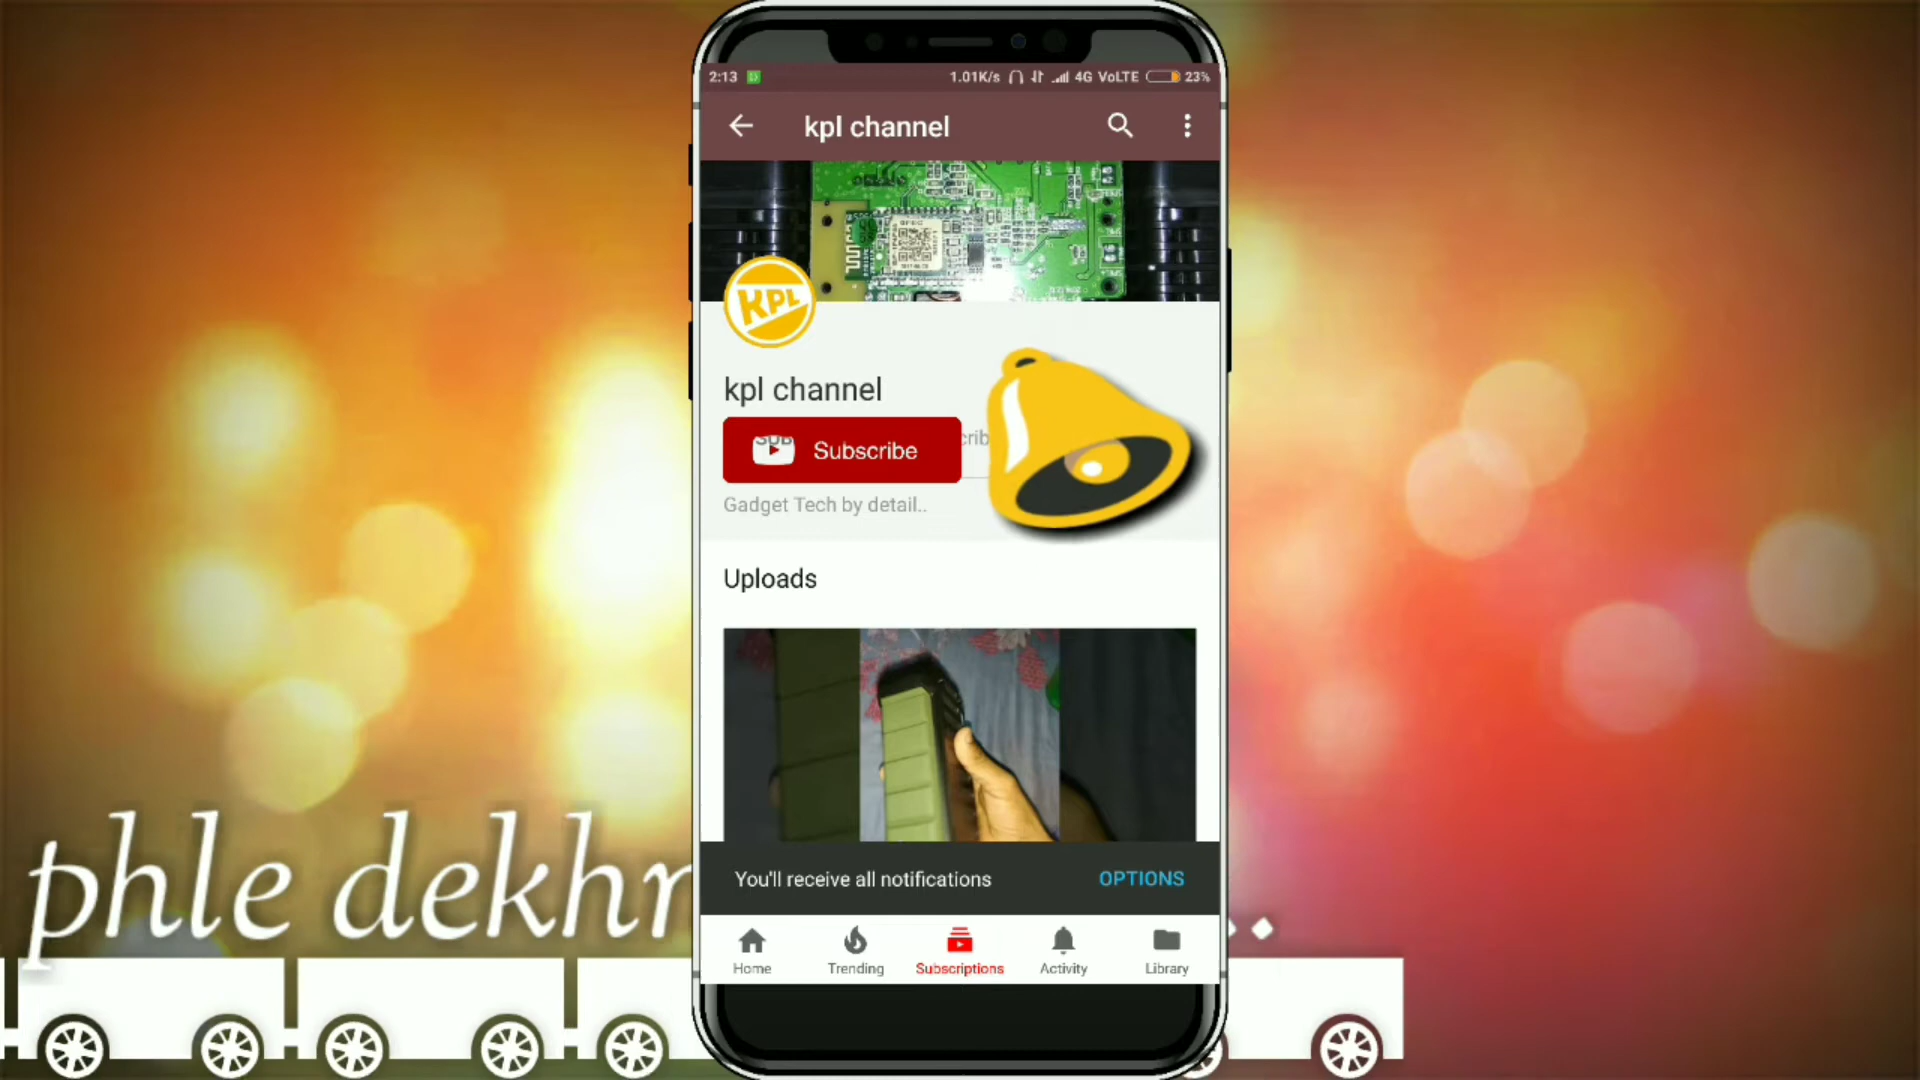 2:13 1.01K/s 4G VoLTE 23%
kpl channel
KPL
kpl channel
Subscribe
Gadget Tech by detail..
Uploads
You'll receive all notifications OPTIONS
phle dekh
Home Trending Subscriptions Activity Library